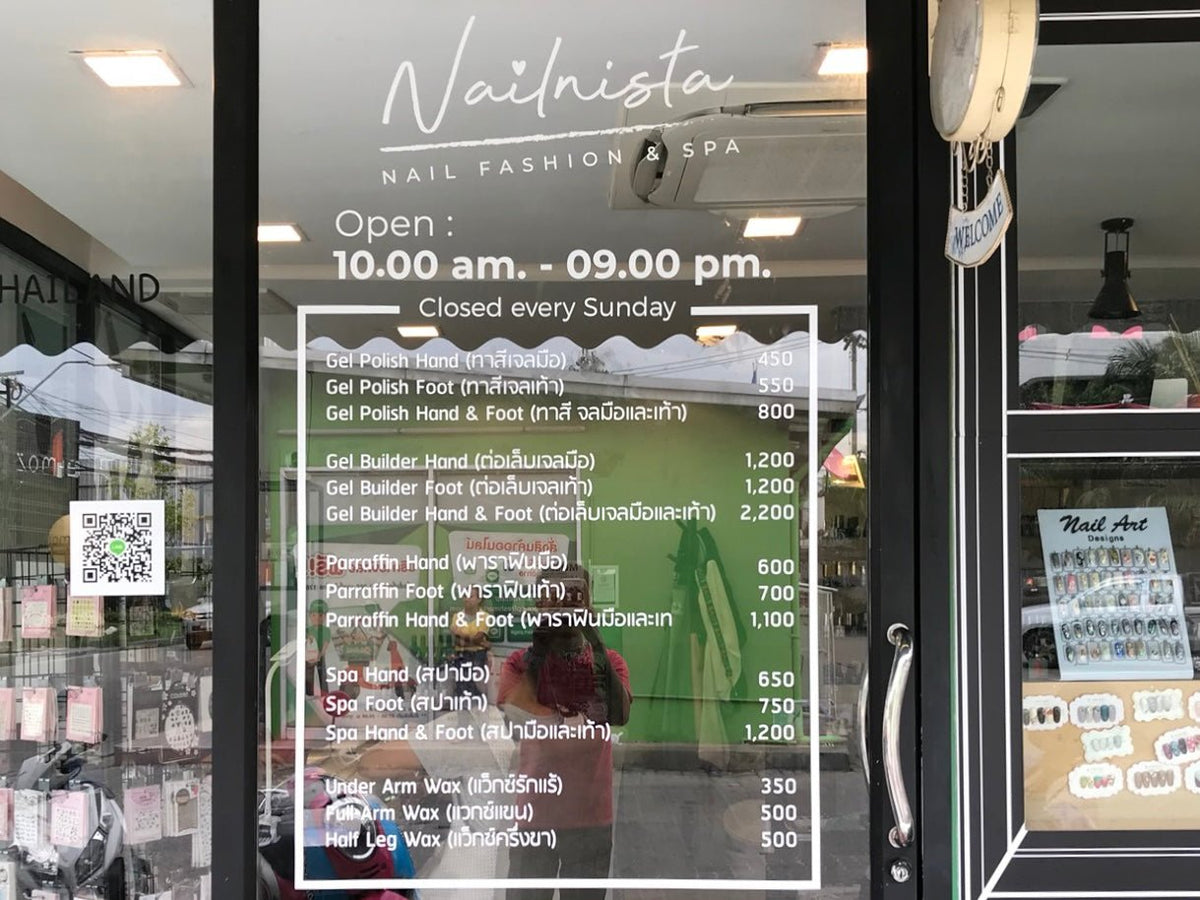 Nailnista
NAIL FASHION & SPA
Open :
10.00 am. - 09.00 pm.
Closed every Sunday
Gel Polish Hand (ทาสีเจลมือ) 450
Gel Polish Foot (ทาสีเจลเท้า) 550
Gel Polish Hand & Foot (ทาสี จลมือและเท้า) 800
Gel Builder Hand (ต่อเล็บเจลมือ) 1,200
Gel Builder Foot (ต่อเล็บเจลเท้า) 1,200
Gel Builder Hand & Foot (ต่อเล็บเจลมือและเท้า) 2,200
Parraffin Hand (พาราฟินมือ) 600
Parraffin Foot (พาราฟินเท้า) 700
Parraffin Hand & Foot (พาราฟินมือและเท 1,100
Spa Hand (สปามือ) 650
Spa Foot (สปาเท้า) 750
Spa Hand & Foot (สปามือและเท้า) 1,200
Under Arm Wax (แว็กซ์รักแร้) 350
Full Arm Wax (แวกซ์แขน) 500
Half Leg Wax (แว็กซ์ครึ่งขา) 500
HAILAND
WELCOME
Nail Art
Designs